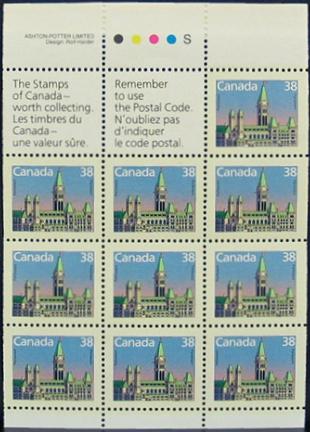 ASHTON-POTTER LIMITED
Design: Rolf Harder
S
The Stamps
of Canada–
worth collecting.
Les timbres du
Canada–
une valeur sûre.
Remember
to use
the Postal Code.
N'oubliez pas
d'indiquer
le code postal.
Canada 38
Canada 38
Canada 38
Canada 38
Canada 38
Canada 38
Canada 38
Canada 38
Canada 38
Canada 38